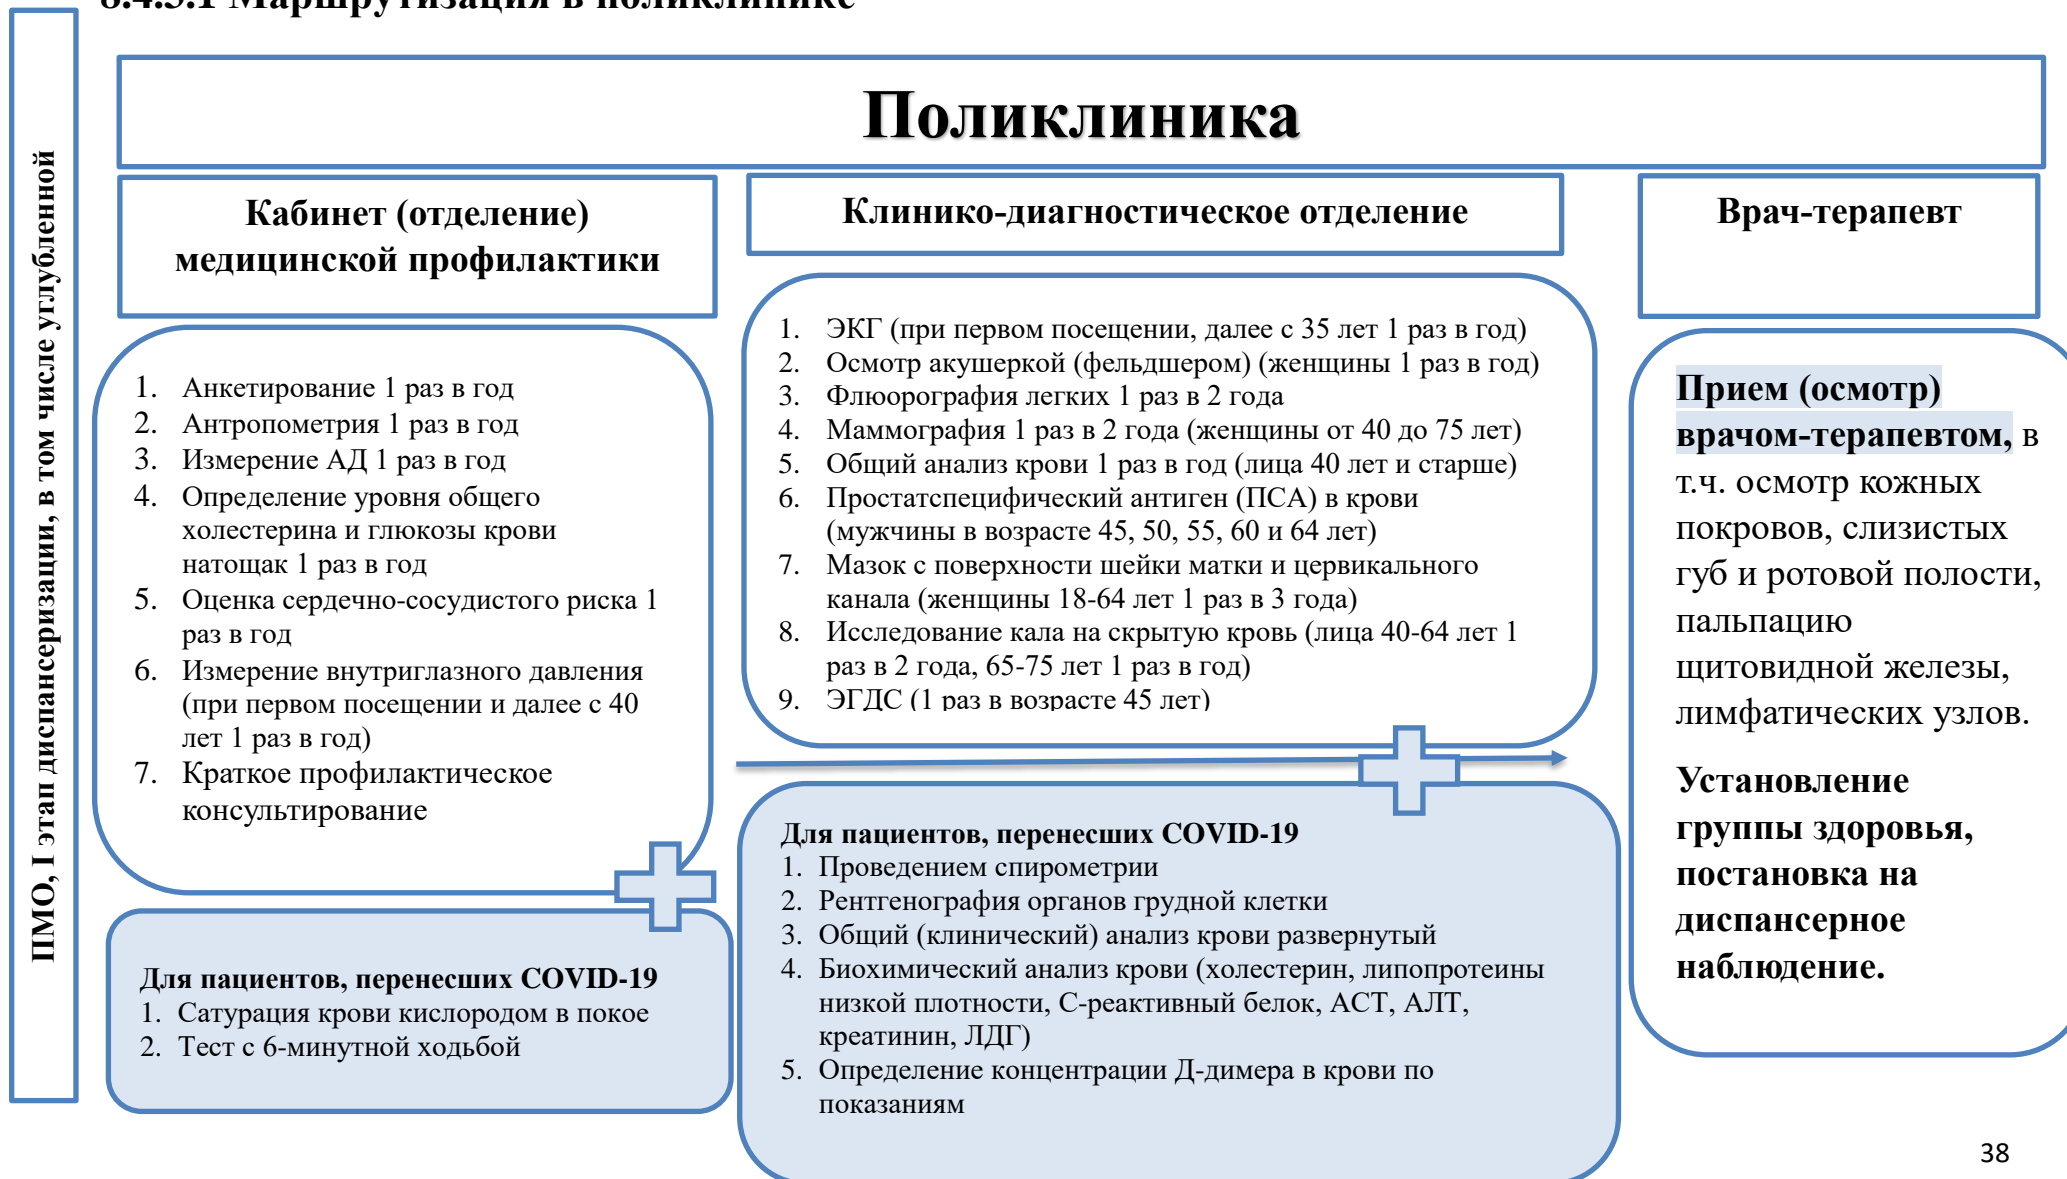 8.4.3.1 Маршрутизация в поликлинике
ПМО, I этап диспансеризации, в том числе углубленной
Поликлиника
Кабинет (отделение)
медицинской профилактики
1. Анкетирование 1 раз в год
2. Антропометрия 1 раз в год
3. Измерение АД 1 раз в год
4. Определение уровня общего
холестерина и глюкозы крови
натощак 1 раз в год
5. Оценка сердечно-сосудистого риска 1
раз в год
6. Измерение внутриглазного давления
(при первом посещении и далее с 40
лет 1 раз в год)
7. Краткое профилактическое
консультирование
Для пациентов, перенесших COVID-19
1. Сатурация крови кислородом в покое
2. Тест с 6-минутной ходьбой
Клинико-диагностическое отделение
1. ЭКГ (при первом посещении, далее с 35 лет 1 раз в год)
2. Осмотр акушеркой (фельдшером) (женщины 1 раз в год)
3. Флюорография легких 1 раз в 2 года
4. Маммография 1 раз в 2 года (женщины от 40 до 75 лет)
5. Общий анализ крови 1 раз в год (лица 40 лет и старше)
6. Простатспецифический антиген (ПСА) в крови
(мужчины в возрасте 45, 50, 55, 60 и 64 лет)
7. Мазок с поверхности шейки матки и цервикального
канала (женщины 18-64 лет 1 раз в 3 года)
8. Исследование кала на скрытую кровь (лица 40-64 лет 1
раз в 2 года, 65-75 лет 1 раз в год)
9. ЭГДС (1 раз в возрасте 45 лет)
Для пациентов, перенесших COVID-19
1. Проведением спирометрии
2. Рентгенография органов грудной клетки
3. Общий (клинический) анализ крови развернутый
4. Биохимический анализ крови (холестерин, липопротеины
низкой плотности, С-реактивный белок, АСТ, АЛТ,
креатинин, ЛДГ)
5. Определение концентрации Д-димера в крови по
показаниям
Врач-терапевт
Прием (осмотр)
врачом-терапевтом, в
т.ч. осмотр кожных
покровов, слизистых
губ и ротовой полости,
пальпацию
щитовидной железы,
лимфатических узлов.
Установление
группы здоровья,
постановка на
диспансерное
наблюдение.
38